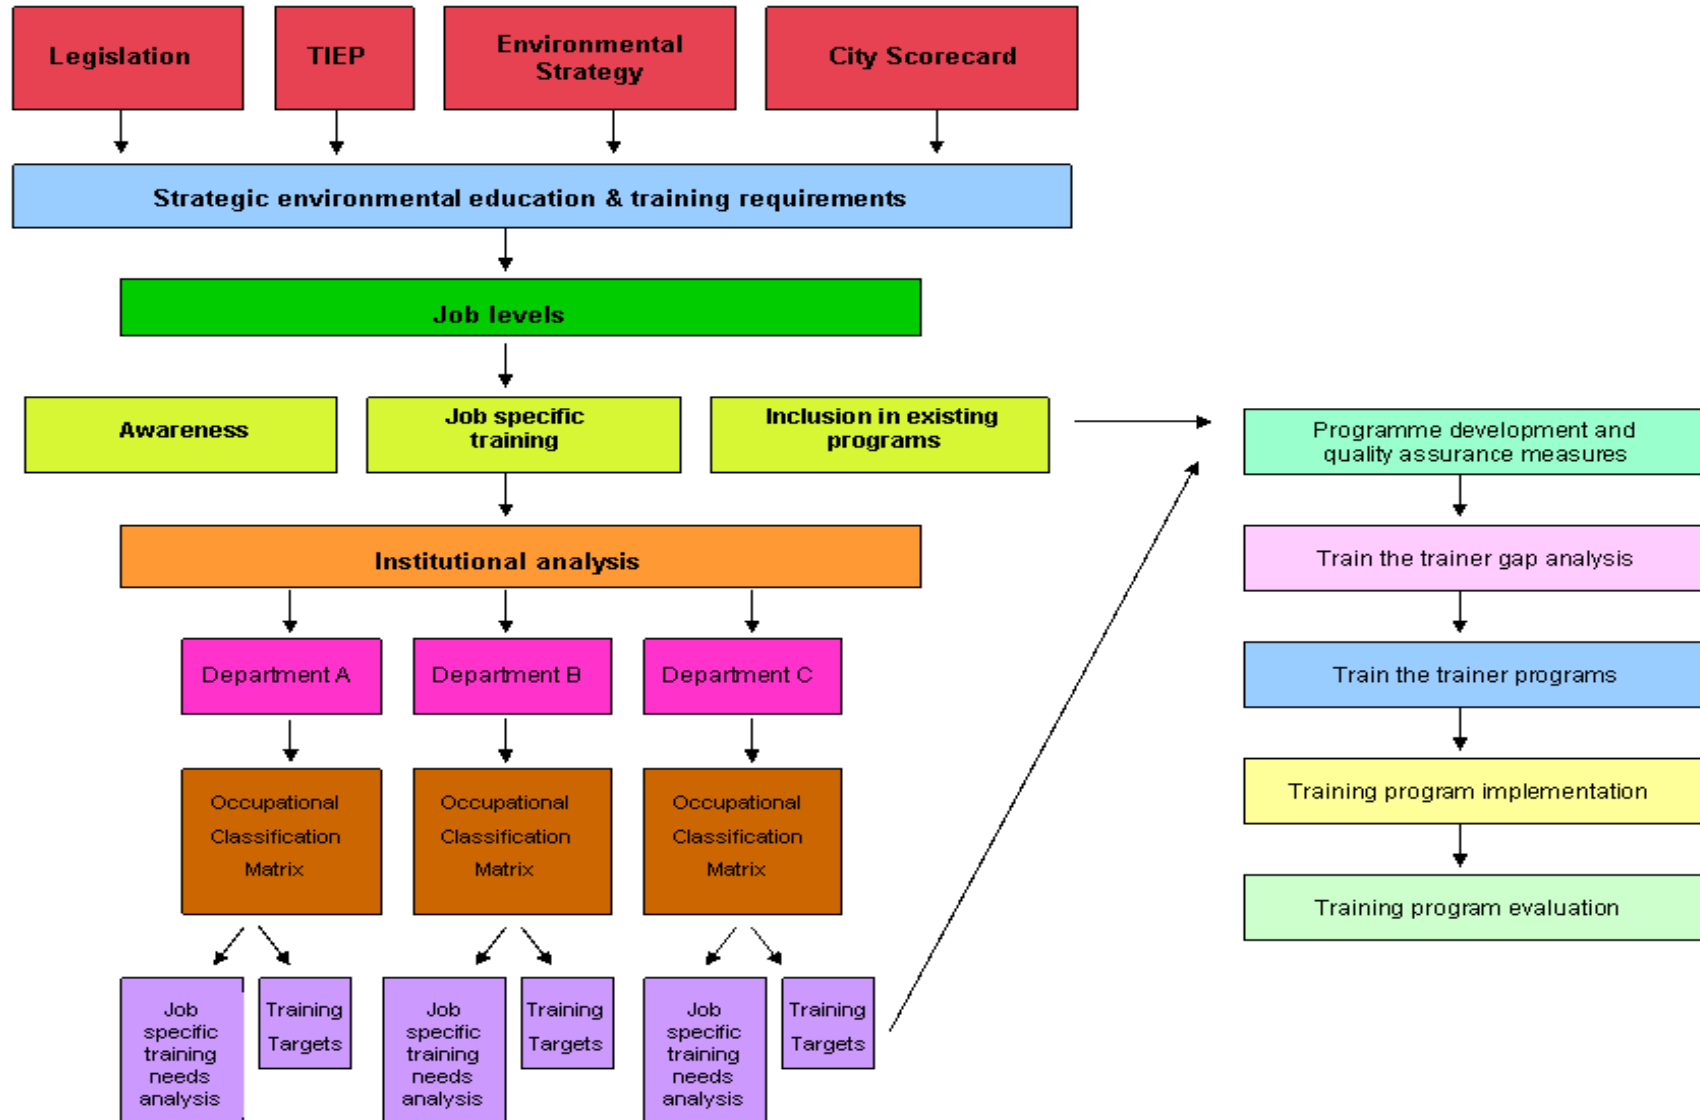 Legislation
TIEP
Environmental
Strategy
City Scorecard
Strategic environmental education & training requirements
Job levels
Awareness
Job specific
training
Inclusion in existing
programs
Institutional analysis
Department A
Department B
Department C
Occupational
Classification
Matrix
Occupational
Classification
Matrix
Occupational
Classification
Matrix
Job
specific
training
needs
analysis
Training
Targets
Job
specific
training
needs
analysis
Training
Targets
Job
specific
training
needs
analysis
Training
Targets
Programme development and
quality assurance measures
Train the trainer gap analysis
Train the trainer programs
Training program implementation
Training program evaluation